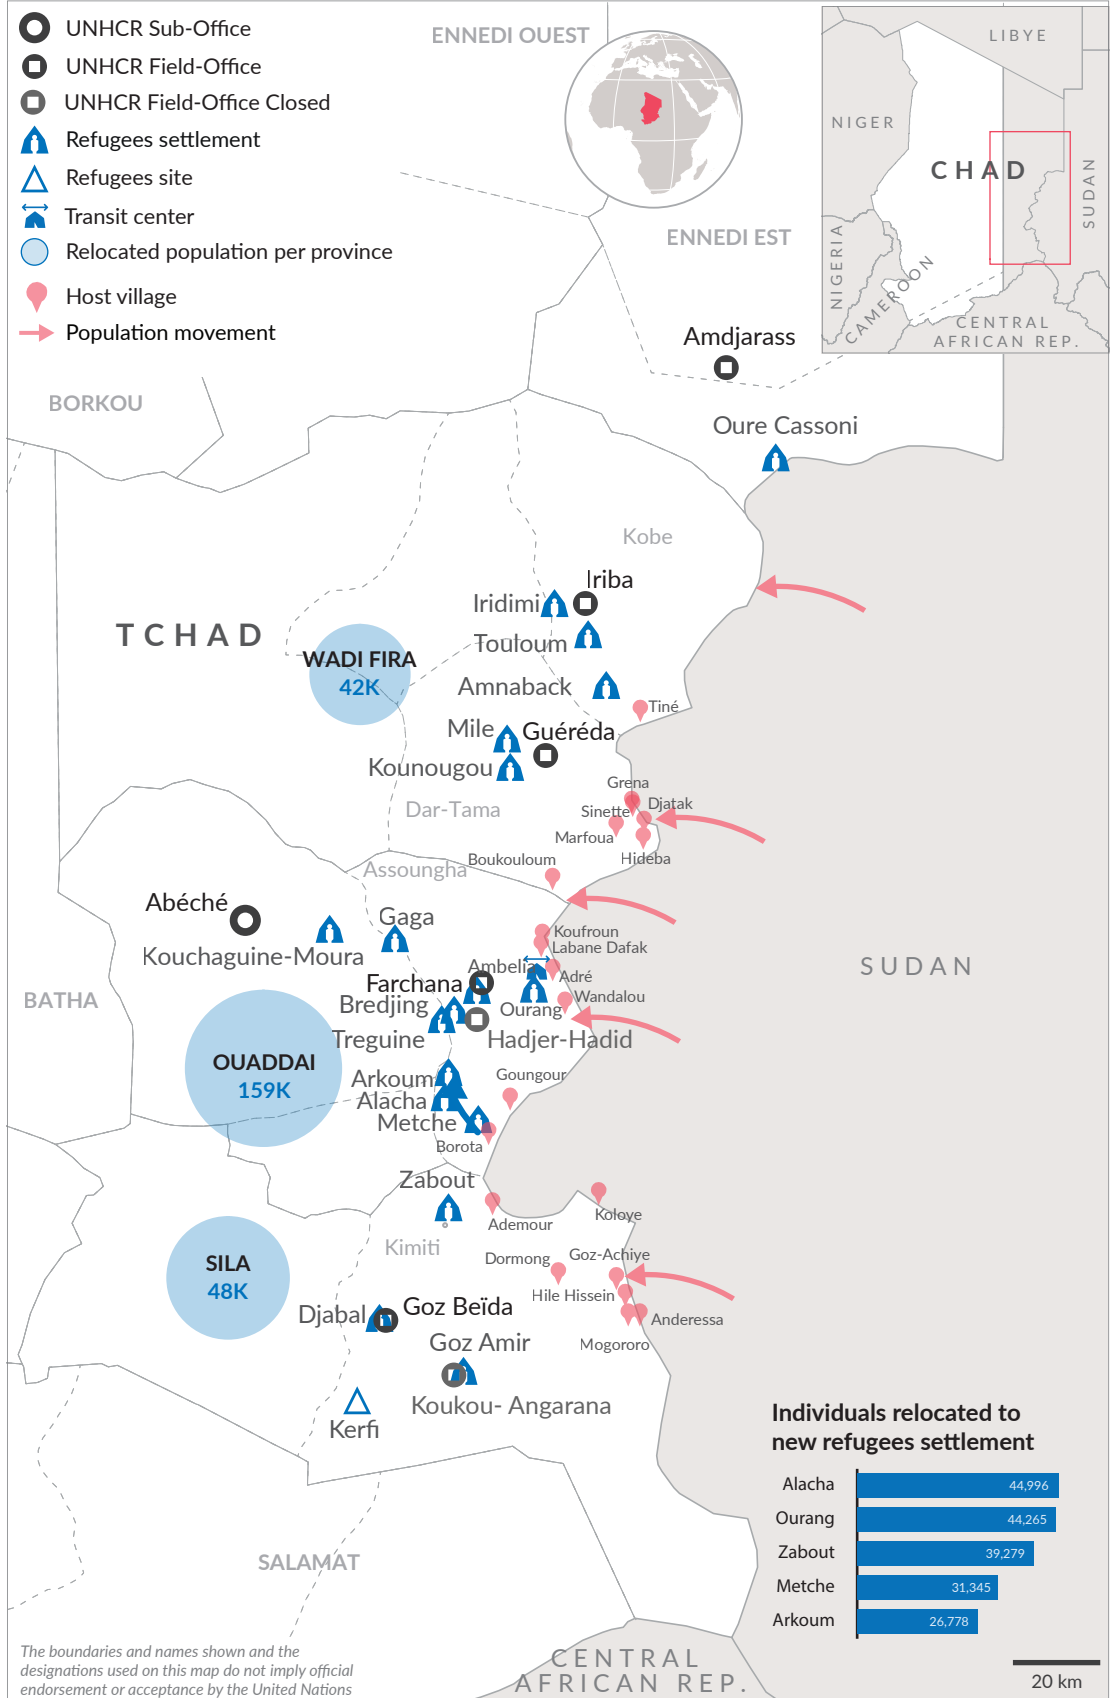 UNHCR Sub-Office
UNHCR Field-Office
UNHCR Field-Office Closed
Refugees settlement
Refugees site
Transit center
Relocated population per province
Host village
Population movement
ENNEDI OUEST
LIBYE
NIGER
CHAD
SUDAN
NIGERIA
CAMEROON
CENTRAL
AFRICAN REP.
ENNEDI EST
Amdjarass
BORKOU
Oure Cassoni
Kobe
Iriba
Iridimi
TCHAD
Touloum
WADI FIRA
42K
Amnaback
Tiné
Mile
Guéréda
Kounougou
Grena
Dar-Tama
Sinette
Djatak
Marfoua
Hideba
Boukouloum
Assoungha
Abéché
Gaga
Koufroun
Labane Dafak
Kouchaguine-Moura
Ambelia
Adré
SUDAN
Farchana
BATHA
Bredjing
Wandalou
Ourang
Treguine
Hadjer-Hadid
OUADDAI
159K
Arkoum
Goungour
Alacha
Metche
Borota
Zabout
Ademour
Koloye
Kimiti
Dormong
Goz-Achiye
SILA
48K
Hile Hissein
Djabal
Goz Beïda
Anderessa
Goz Amir
Mogororo
Koukou- Angarana
Kerfi
Individuals relocated to
new refugees settlement
Alacha 44,996
Ourang 44,265
Zabout 39,279
Metche 31,345
Arkoum 26,778
SALAMAT
The boundaries and names shown and the
designations used on this map do not imply official
endorsement or acceptance by the United Nations
CENTRAL
AFRICAN REP.
20 km